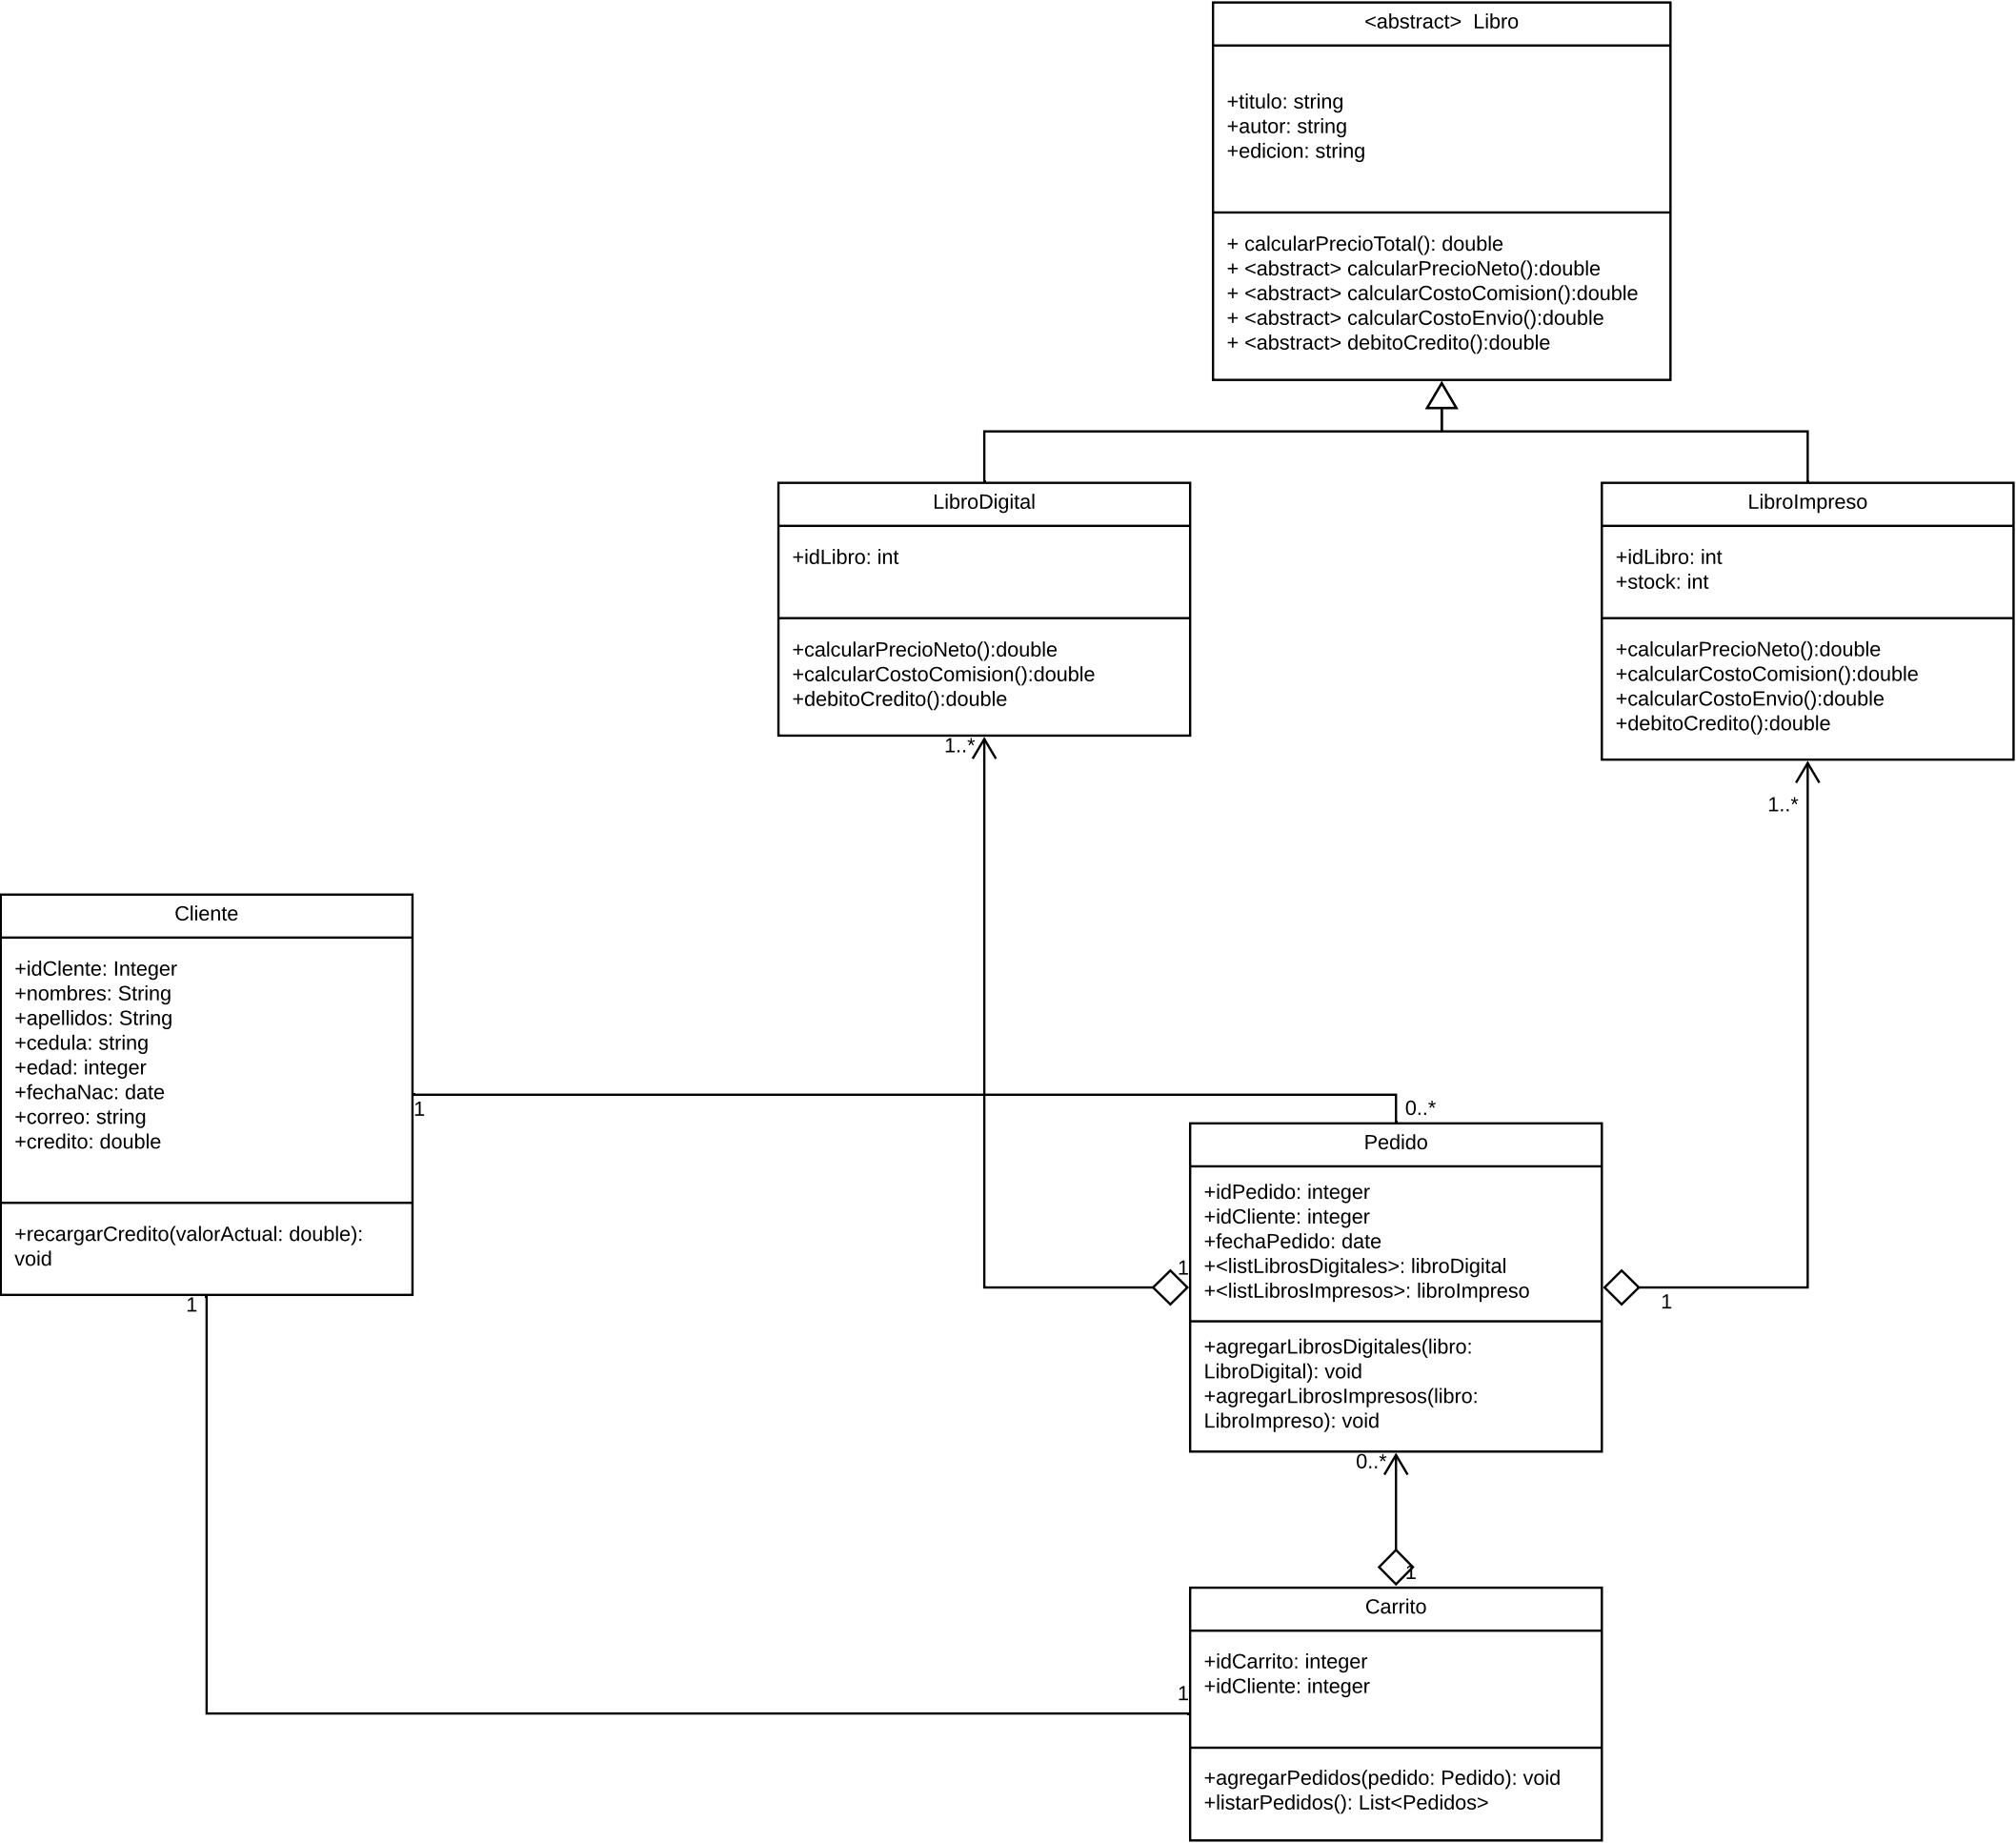 <abstract>  Libro
+titulo: string
+autor: string
+edicion: string
+ calcularPrecioTotal(): double
+ <abstract> calcularPrecioNeto():double
+ <abstract> calcularCostoComision():double
+ <abstract> calcularCostoEnvio():double
+ <abstract> debitoCredito():double
LibroDigital
+idLibro: int
+calcularPrecioNeto():double
+calcularCostoComision():double
+debitoCredito():double
1..*
LibroImpreso
+idLibro: int
+stock: int
+calcularPrecioNeto():double
+calcularCostoComision():double
+calcularCostoEnvio():double
+debitoCredito():double
1..*
Cliente
+idClente: Integer
+nombres: String
+apellidos: String
+cedula: string
+edad: integer
+fechaNac: date
+correo: string
+credito: double
+recargarCredito(valorActual: double):
void
1
1
0..*
Pedido
+idPedido: integer
+idCliente: integer
+fechaPedido: date
+<listLibrosDigitales>: libroDigital
+<listLibrosImpresos>: libroImpreso
+agregarLibrosDigitales(libro:
LibroDigital): void
+agregarLibrosImpresos(libro:
LibroImpreso): void
1
1
0..*
1
Carrito
+idCarrito: integer
+idCliente: integer
+agregarPedidos(pedido: Pedido): void
+listarPedidos(): List<Pedidos>
1